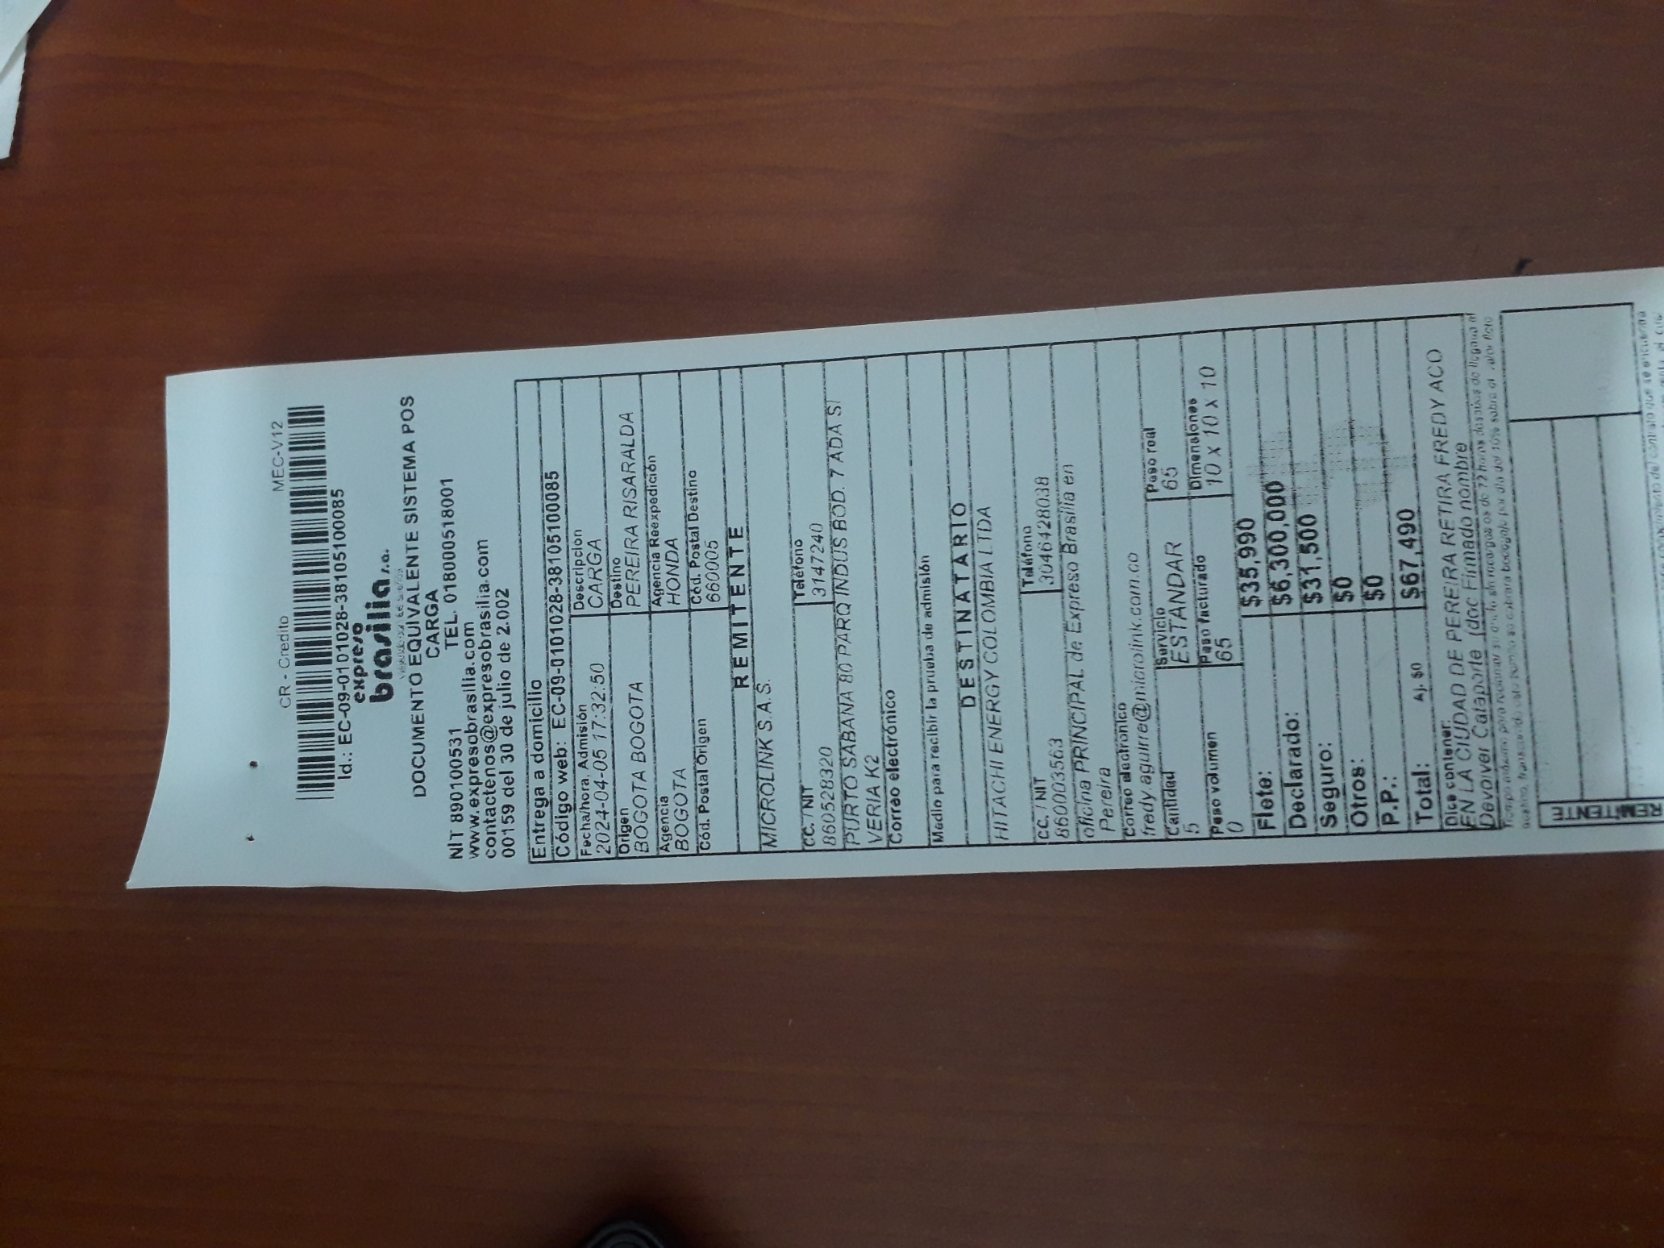 CR - Credito MEC-V12
Id.: EC-09-0101028-3810510085
expreso
brasilia s.a.
DOCUMENTO EQUIVALENTE SISTEMA POS
CARGA
NIT 890100531 TEL. 018000518001
www.expresobrasilia.com
contactenos@expresobrasilia.com
00159 del 30 de julio de 2.002
Entrega a domicilio
Código web: EC-09-0101028-38105100085
Fecha/hora. Admisión Descripcion
2024-04-05 17:32:50 CARGA
Origen Destino
BOGOTA BOGOTA PEREIRA RISARALDA
Agencia Agencia Reexpedición
BOGOTA HONDA
Cód. Postal Origen Cód. Postal Destino
660005
REMITENTE
MICROLINK S.A.S.
CC. / NIT Teléfono
860528320 3147240
PURTO SABANA 80 PARQ INDUS BOD. 7 ADA S/
VERIA K2
Correo electrónico
Medio para recibir la prueba de admisión
DESTINATARIO
HITACHI ENERGY COLOMBIA LTDA
CC. / NIT Teléfono
860003563 3046428038
oficina PRINCIPAL de Expreso Brasilia en
Pereira
Correo electrónico
fredy aguirre@microlink.com.co
Cantidad Servicio Peso real
5 ESTANDAR 65
Peso volumen Peso facturado Dimensiones
0 65 10 x 10 x 10
Flete: $35,990
Declarado: $6,300,000
Seguro: $31,500
Otros: $0
P.P.: $0
Total: Aj. $0 $67,490
Dice contener:
EN LA CIUDAD DE PEREIRA RETIRA FREDY ACO
Devolver Cataporte (doc Firmado nombre
REMITENTE